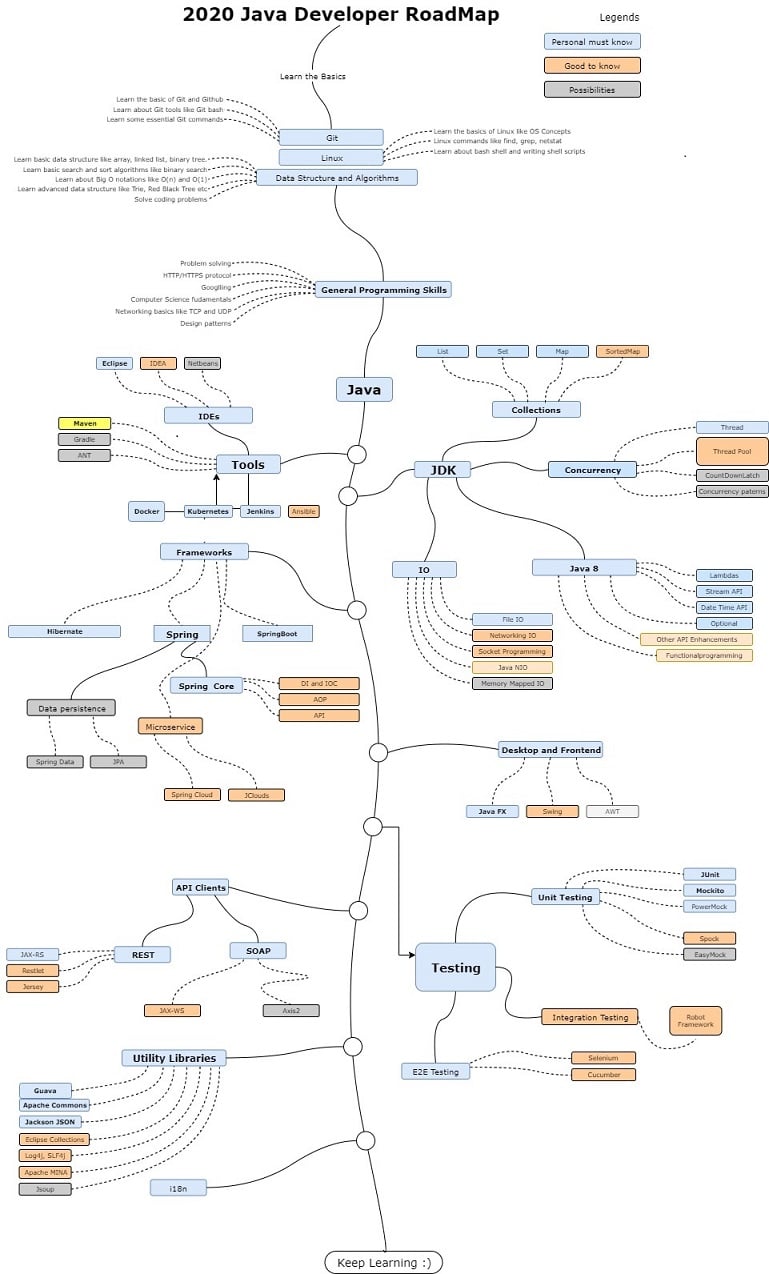 2020 Java Developer RoadMap
Legends
Personal must know
Good to know
Possibilities
Learn the Basics
Learn the basic of Git and Github
Learn about Git tools like Git bash
Learn some essential Git commands
Git
Linux
Data Structure and Algorithms
Learn the basics of Linux like OS Concepts
Linux commands like find, grep, netstat
Learn about bash shell and writing shell scripts
Learn basic data structure like array, linked list, binary tree.
Learn basic search and sort algorithms like binary search
Learn about Big O notations like O(n) and O(1)
Learn advanced data structure like Trie, Red Black Tree etc
Solve coding problems
Problem solving
HTTP/HTTPS protocol
Googlling
Computer Science fudamentals
Networking basics like TCP and UDP
Design patterns
General Programming Skills
Java
List
Set
Map
SortedMap
Collections
Eclipse
IDEA
Netbeans
IDEs
Maven
Gradle
ANT
Tools
Docker
Kubernetes
Jenkins
Ansible
JDK
Concurrency
Thread
Thread Pool
CountDownLatch
Concurrency paterns
Frameworks
Hibernate
Spring
SpringBoot
IO
File IO
Networking IO
Socket Programming
Java NIO
Memory Mapped IO
Java 8
Lambdas
Stream API
Date Time API
Optional
Other API Enhancements
Functionalprogramming
Spring Core
DI and IOC
AOP
API
Data persistence
Spring Data
JPA
Microservice
Spring Cloud
JClouds
Desktop and Frontend
Java FX
Swing
AWT
API Clients
REST
SOAP
JAX-RS
Restlet
Jersey
JAX-WS
Axis2
Unit Testing
JUnit
Mockito
PowerMock
Spock
EasyMock
Testing
Integration Testing
Robot
Framework
E2E Testing
Selenium
Cucumber
Utility Libraries
Guava
Apache Commons
Jackson JSON
Eclipse Collections
Log4j, SLF4j
Apache MINA
Jsoup
i18n
Keep Learning :)